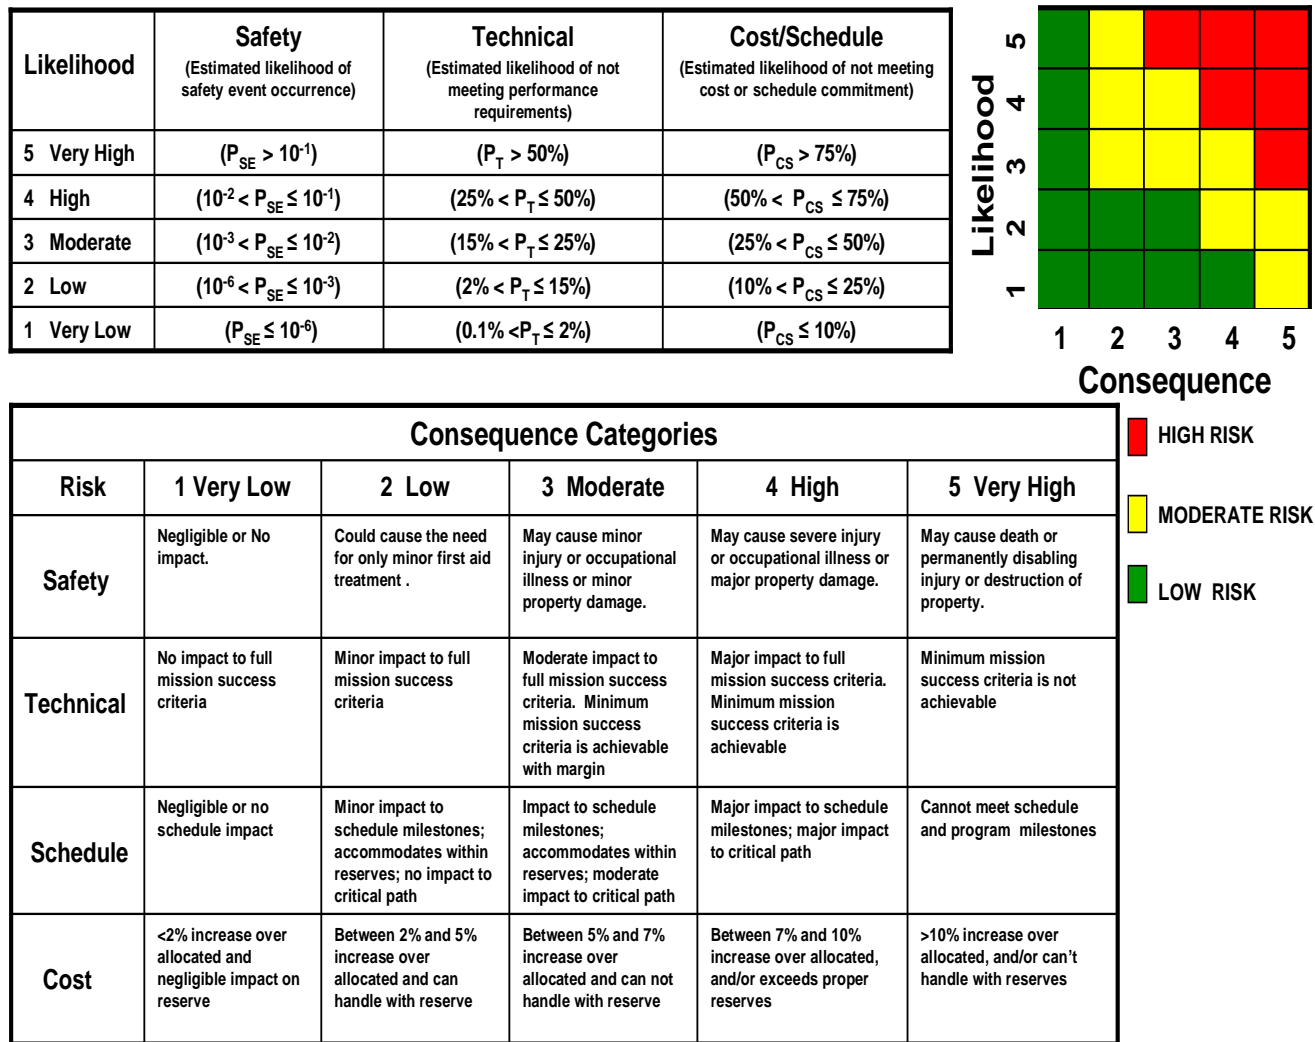 Likelihood
Safety
(Estimated likelihood of
safety event occurrence)
Technical
(Estimated likelihood of not
meeting performance
requirements)
Cost/Schedule
(Estimated likelihood of not meeting
cost or schedule commitment)
5 Very High
(P_SE > 10^-1)
(P_T > 50%)
(P_CS > 75%)
4 High
(10^-2 < P_SE ≤ 10^-1)
(25% < P_T ≤ 50%)
(50% < P_CS ≤ 75%)
3 Moderate
(10^-3 < P_SE ≤ 10^-2)
(15% < P_T ≤ 25%)
(25% < P_CS ≤ 50%)
2 Low
(10^-6 < P_SE ≤ 10^-3)
(2% < P_T ≤ 15%)
(10% < P_CS ≤ 25%)
1 Very Low
(P_SE ≤ 10^-6)
(0.1% <P_T ≤ 2%)
(P_CS ≤ 10%)
Likelihood
5
4
3
2
1
1 2 3 4 5
Consequence
HIGH RISK
MODERATE RISK
LOW RISK
Consequence Categories
Risk
1 Very Low
2 Low
3 Moderate
4 High
5 Very High
Safety
Negligible or No
impact.
Could cause the need
for only minor first aid
treatment .
May cause minor
injury or occupational
illness or minor
property damage.
May cause severe injury
or occupational illness or
major property damage.
May cause death or
permanently disabling
injury or destruction of
property.
Technical
No impact to full
mission success
criteria
Minor impact to full
mission success
criteria
Moderate impact to
full mission success
criteria. Minimum
mission success
criteria is achievable
with margin
Major impact to full
mission success criteria.
Minimum mission
success criteria is
achievable
Minimum mission
success criteria is not
achievable
Schedule
Negligible or no
schedule impact
Minor impact to
schedule milestones;
accommodates within
reserves; no impact to
critical path
Impact to schedule
milestones;
accommodates within
reserves; moderate
impact to critical path
Major impact to schedule
milestones; major impact
to critical path
Cannot meet schedule
and program milestones
Cost
<2% increase over
allocated and
negligible impact on
reserve
Between 2% and 5%
increase over
allocated and can
handle with reserve
Between 5% and 7%
increase over
allocated and can not
handle with reserve
Between 7% and 10%
increase over allocated,
and/or exceeds proper
reserves
>10% increase over
allocated, and/or can’t
handle with reserves